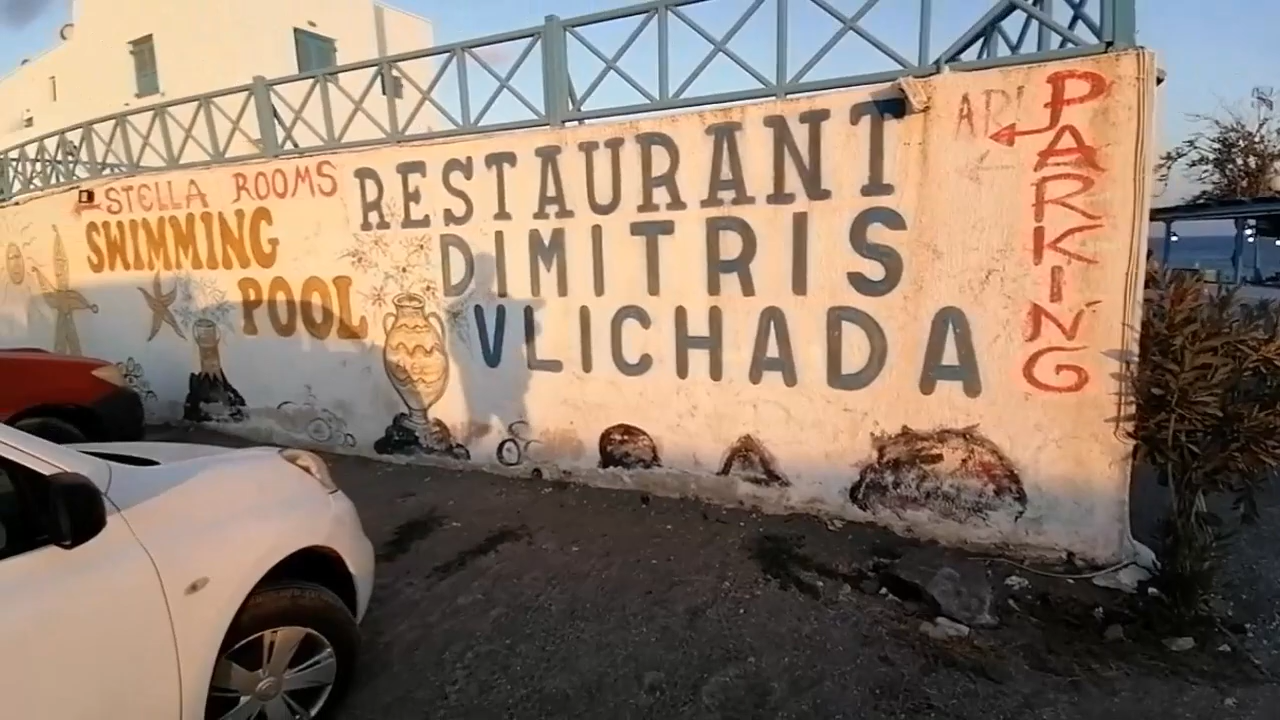 STELLA ROOMS
SWIMMING
POOL
RESTAURANT
DIMITRIS
VLICHADA
PARKING